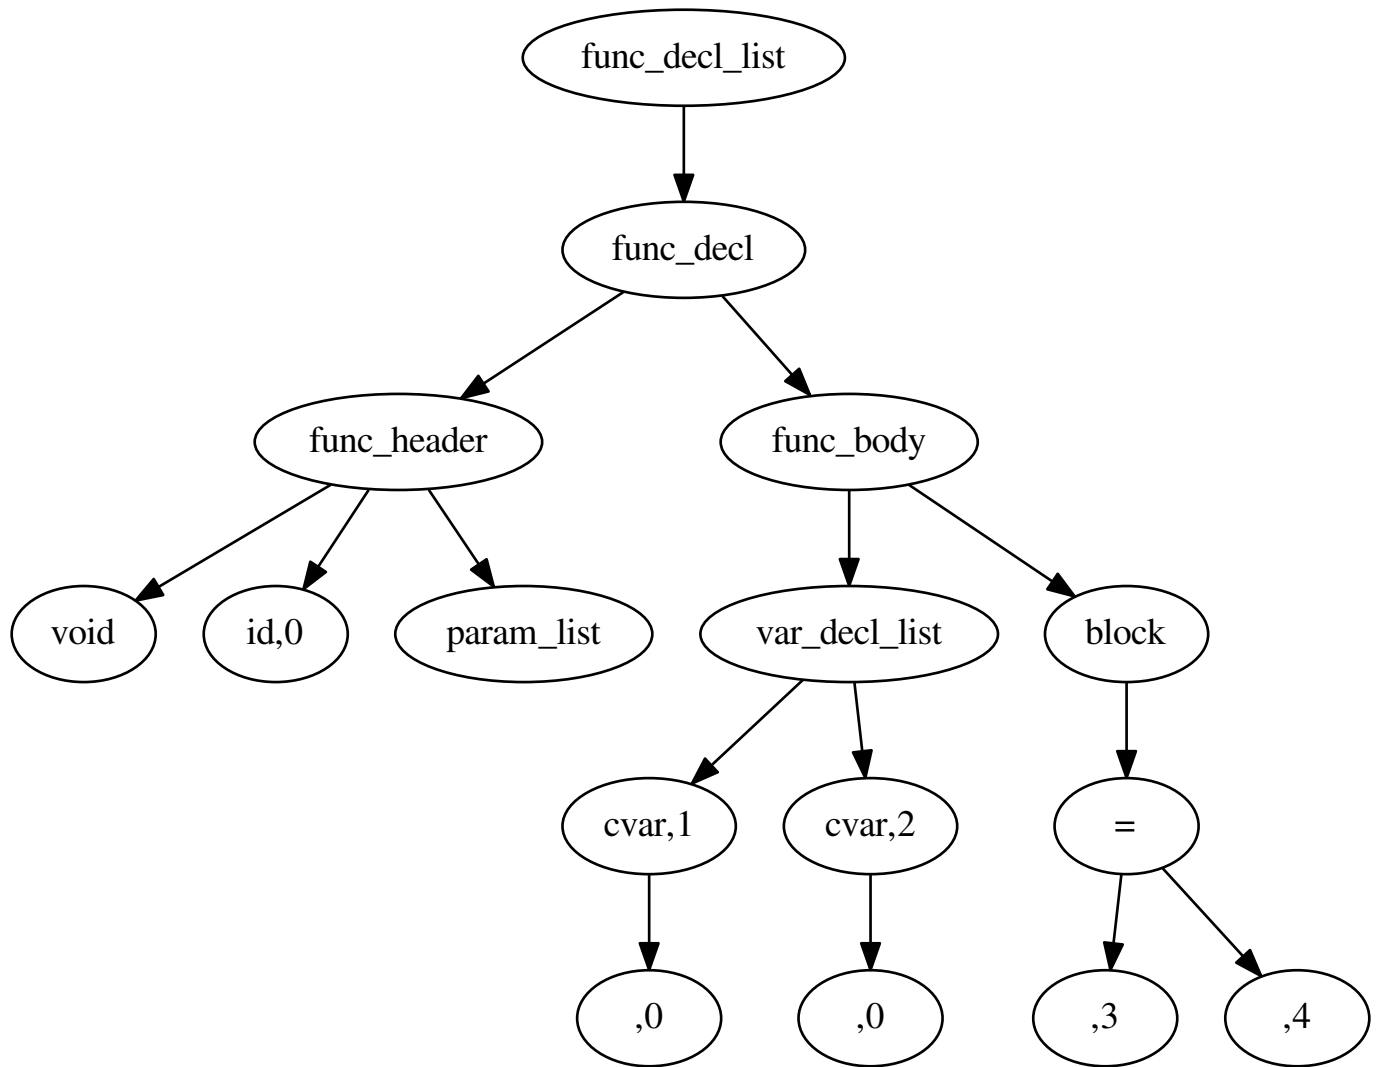 func_decl_list
func_decl
func_header
func_body
void
id,0
param_list
var_decl_list
block
cvar,1
cvar,2
=
,0
,0
,3
,4